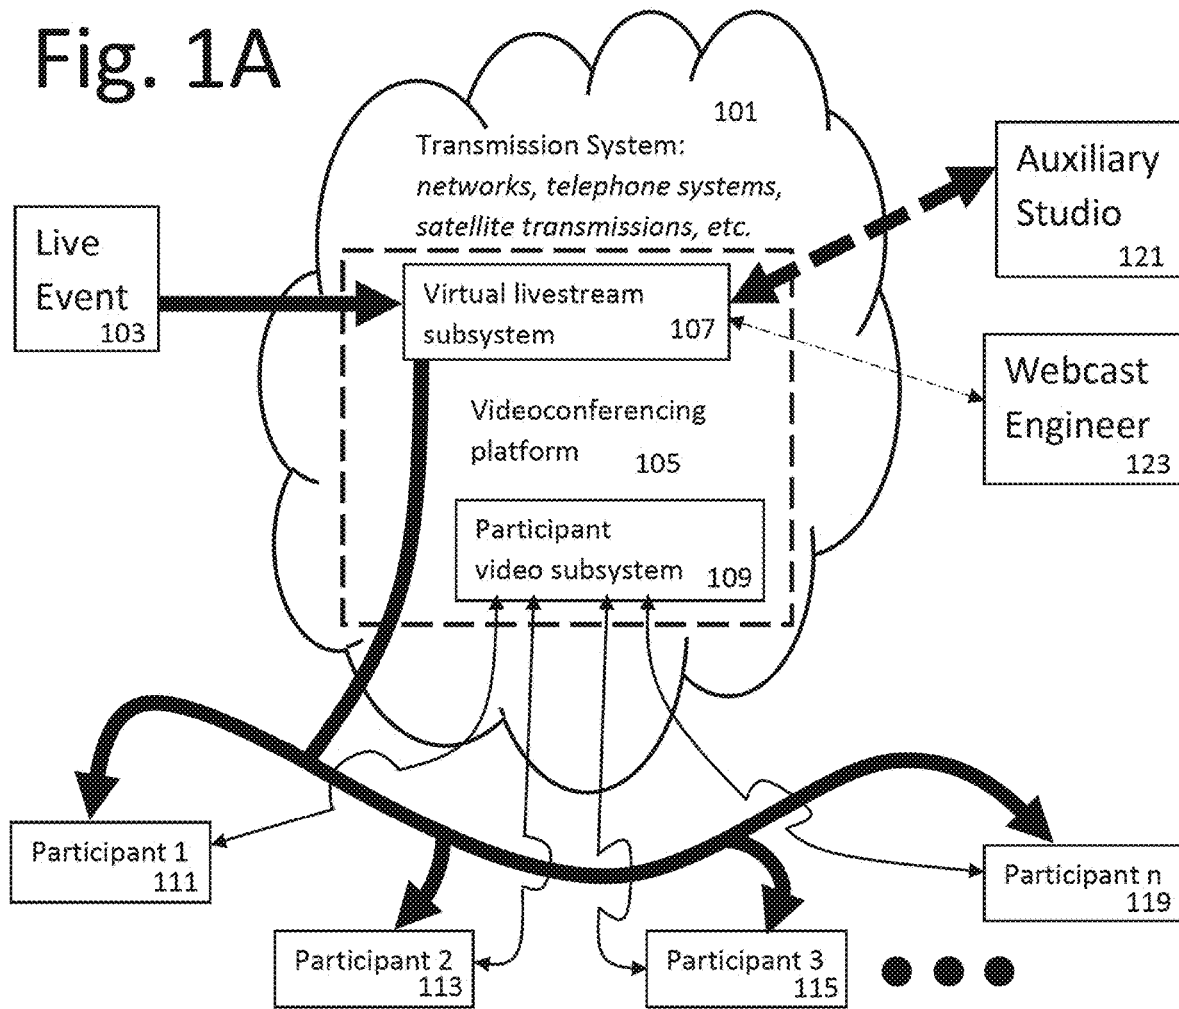 Fig. 1A
101
Transmission System:
networks, telephone systems,
satellite transmissions, etc.
Live
Event
103
Virtual livestream
subsystem
107
Auxiliary
Studio
121
Webcast
Engineer
123
Videoconferencing
platform
105
Participant
video subsystem
109
Participant 1
111
Participant 2
113
Participant 3
115
Participant n
119